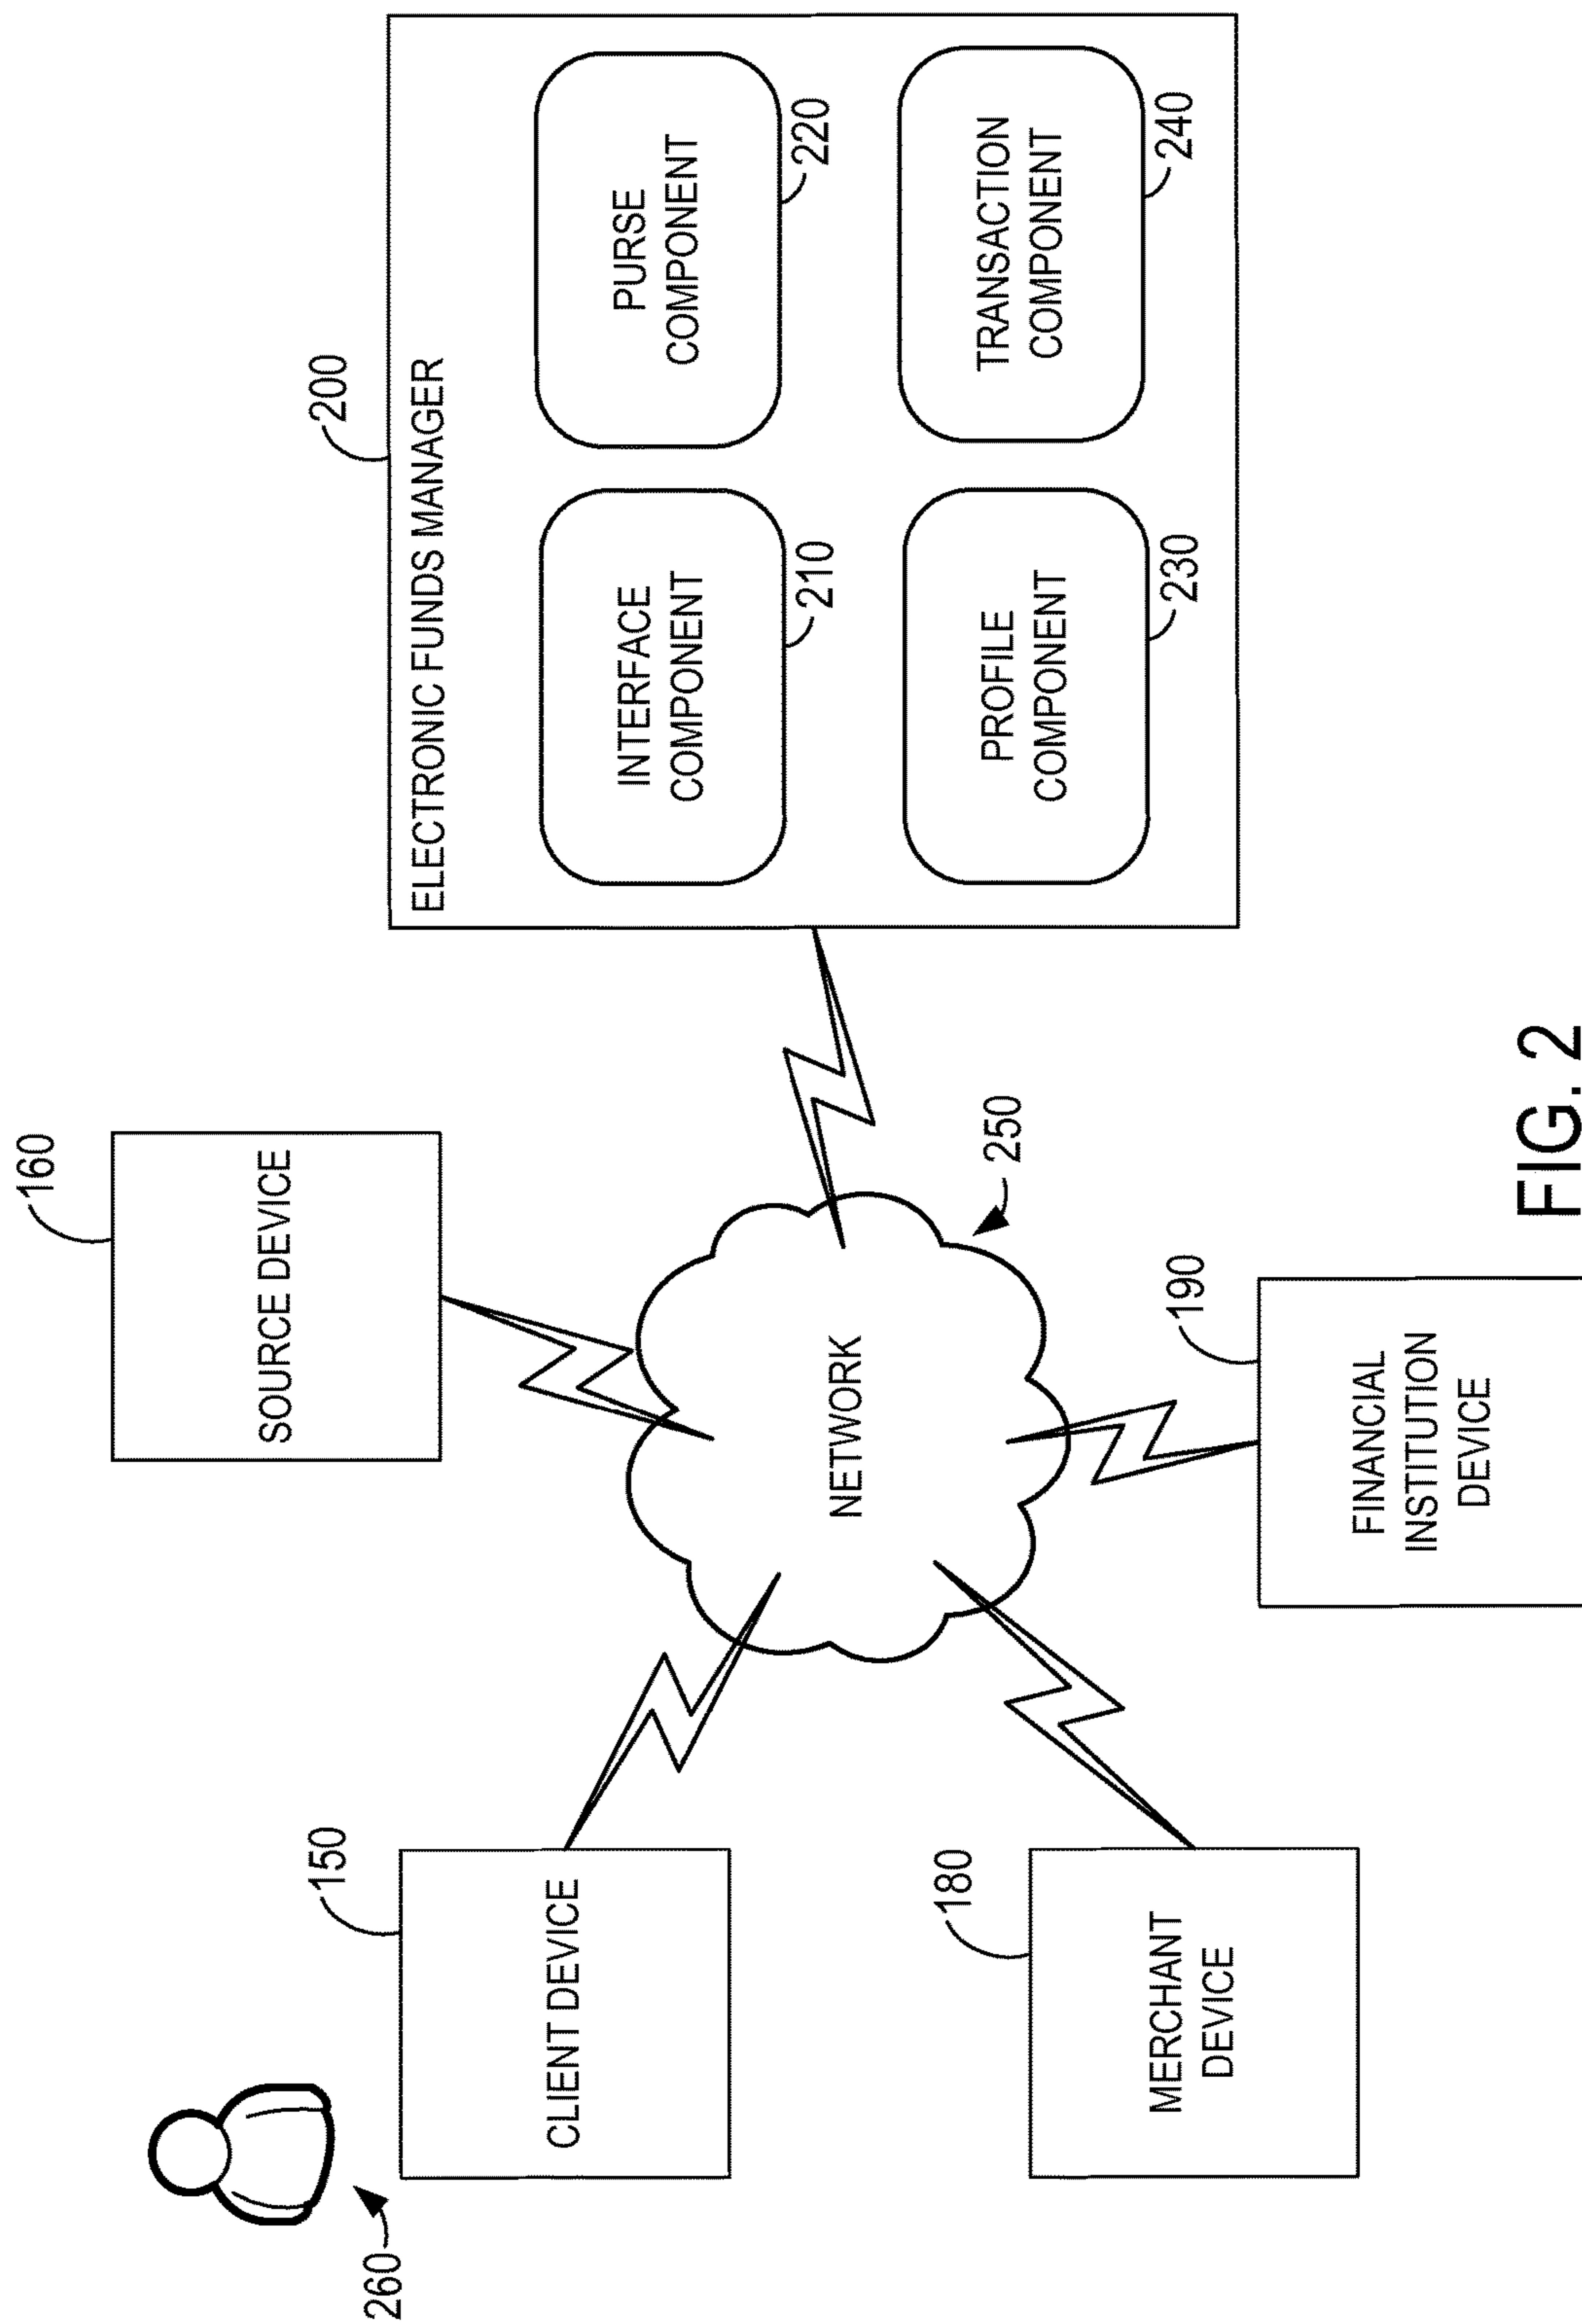 160
SOURCE DEVICE
200
ELECTRONIC FUNDS MANAGER
INTERFACE
COMPONENT
210
PURSE
COMPONENT
220
PROFILE
COMPONENT
230
TRANSACTION
COMPONENT
240
260
150
CLIENT DEVICE
NETWORK
250
180
MERCHANT
DEVICE
190
FINANCIAL
INSTITUTION
DEVICE
FIG. 2